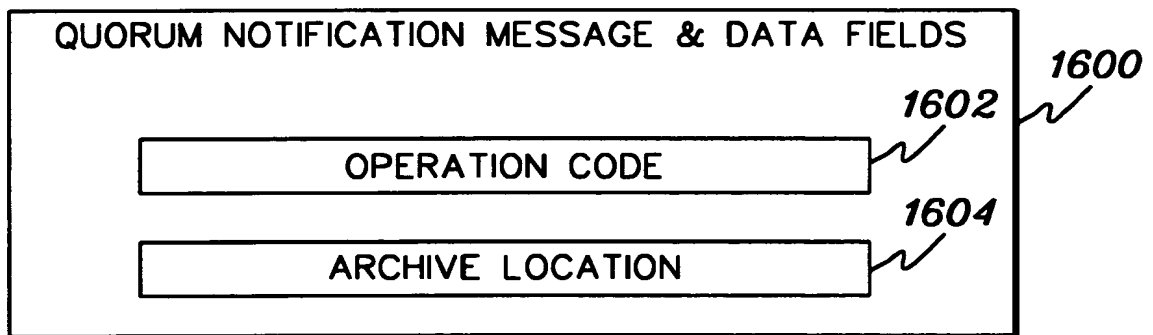 QUORUM NOTIFICATION MESSAGE & DATA FIELDS
1600
1602
OPERATION CODE
1604
ARCHIVE LOCATION